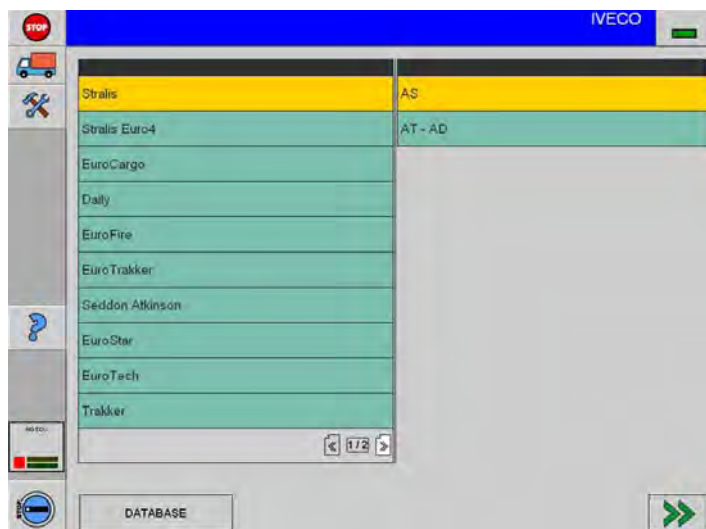 IVECO
STOP
Stralis
AS
Stralis Euro4
AT - AD
EuroCargo
Daily
EuroFire
EuroTrakker
Seddon Atkinson
EuroStar
EuroTech
Trakker
1/2
STOP
DATABASE